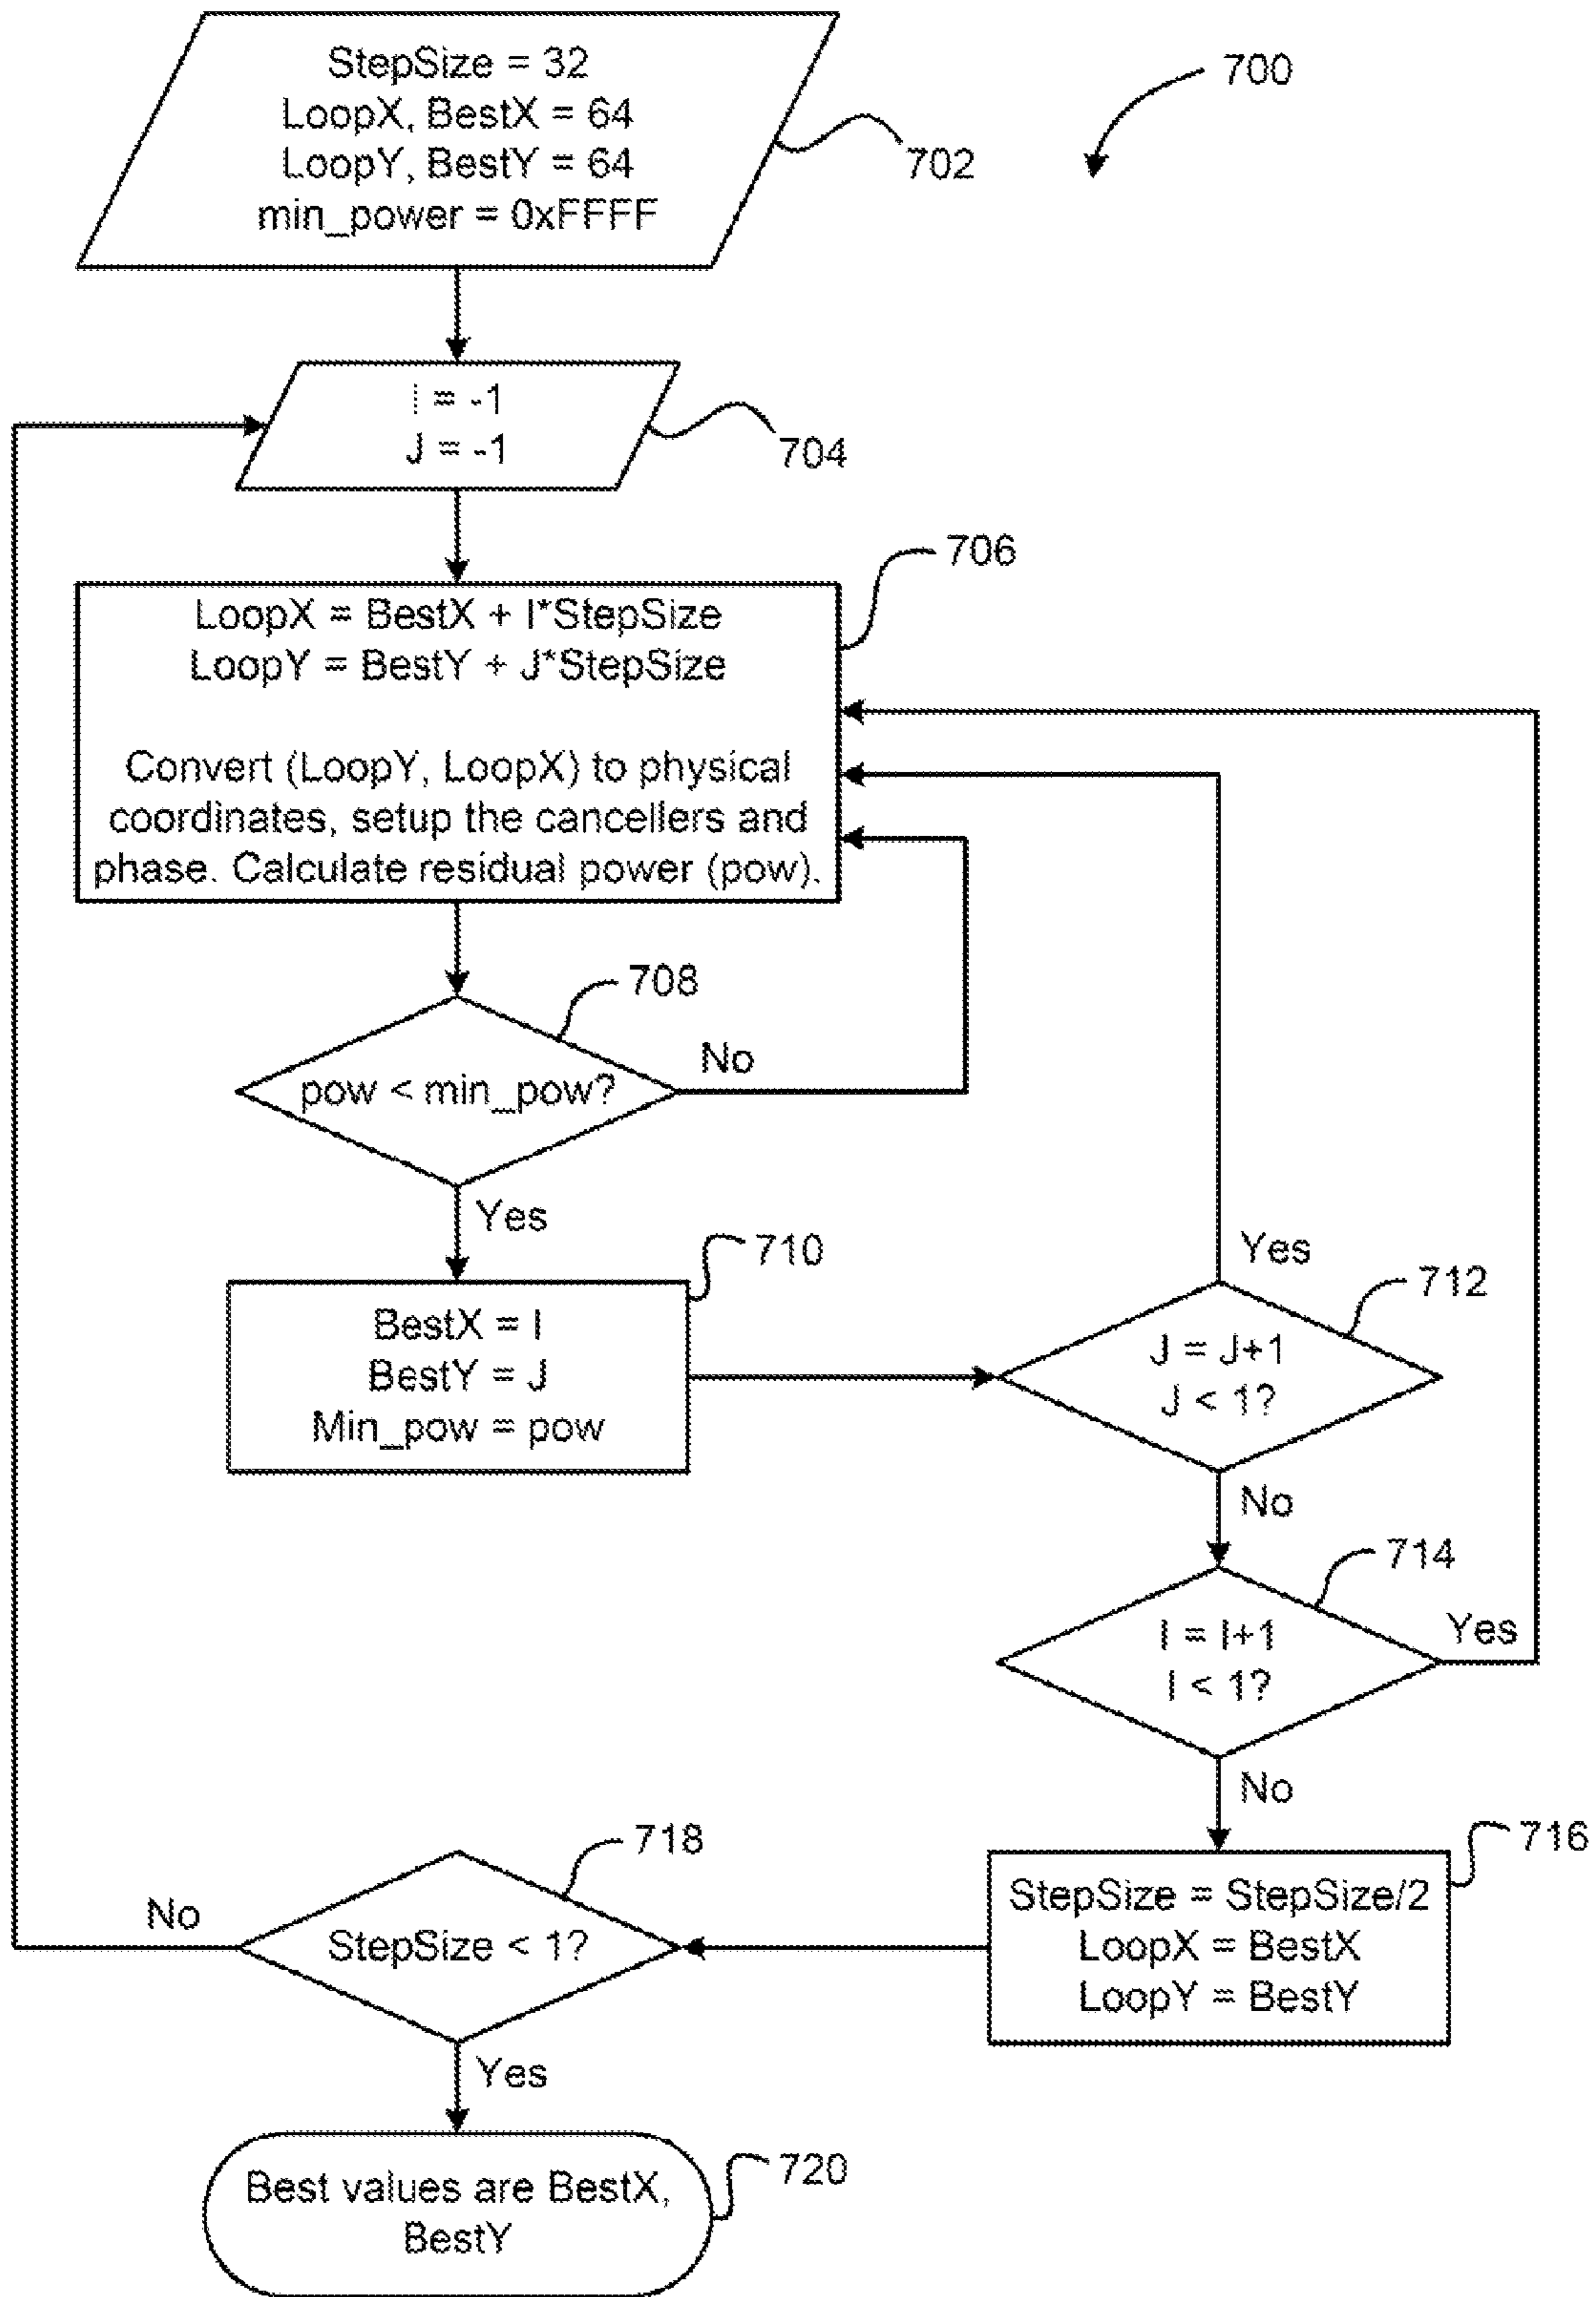 StepSize = 32
LoopX, BestX = 64
LoopY, BestY = 64
min_power = 0xFFFF
700
702
I = -1
J = -1
704
706
LoopX = BestX + I*StepSize
LoopY = BestY + J*StepSize
Convert (LoopY, LoopX) to physical
coordinates, setup the cancellers and
phase. Calculate residual power (pow).
708
pow < min_pow?
No
Yes
710
BestX = I
BestY = J
Min_pow = pow
Yes
712
J = J+1
J < 1?
No
714
I = I+1
I < 1?
Yes
No
716
StepSize = StepSize/2
LoopX = BestX
LoopY = BestY
718
StepSize < 1?
No
Yes
720
Best values are BestX,
BestY